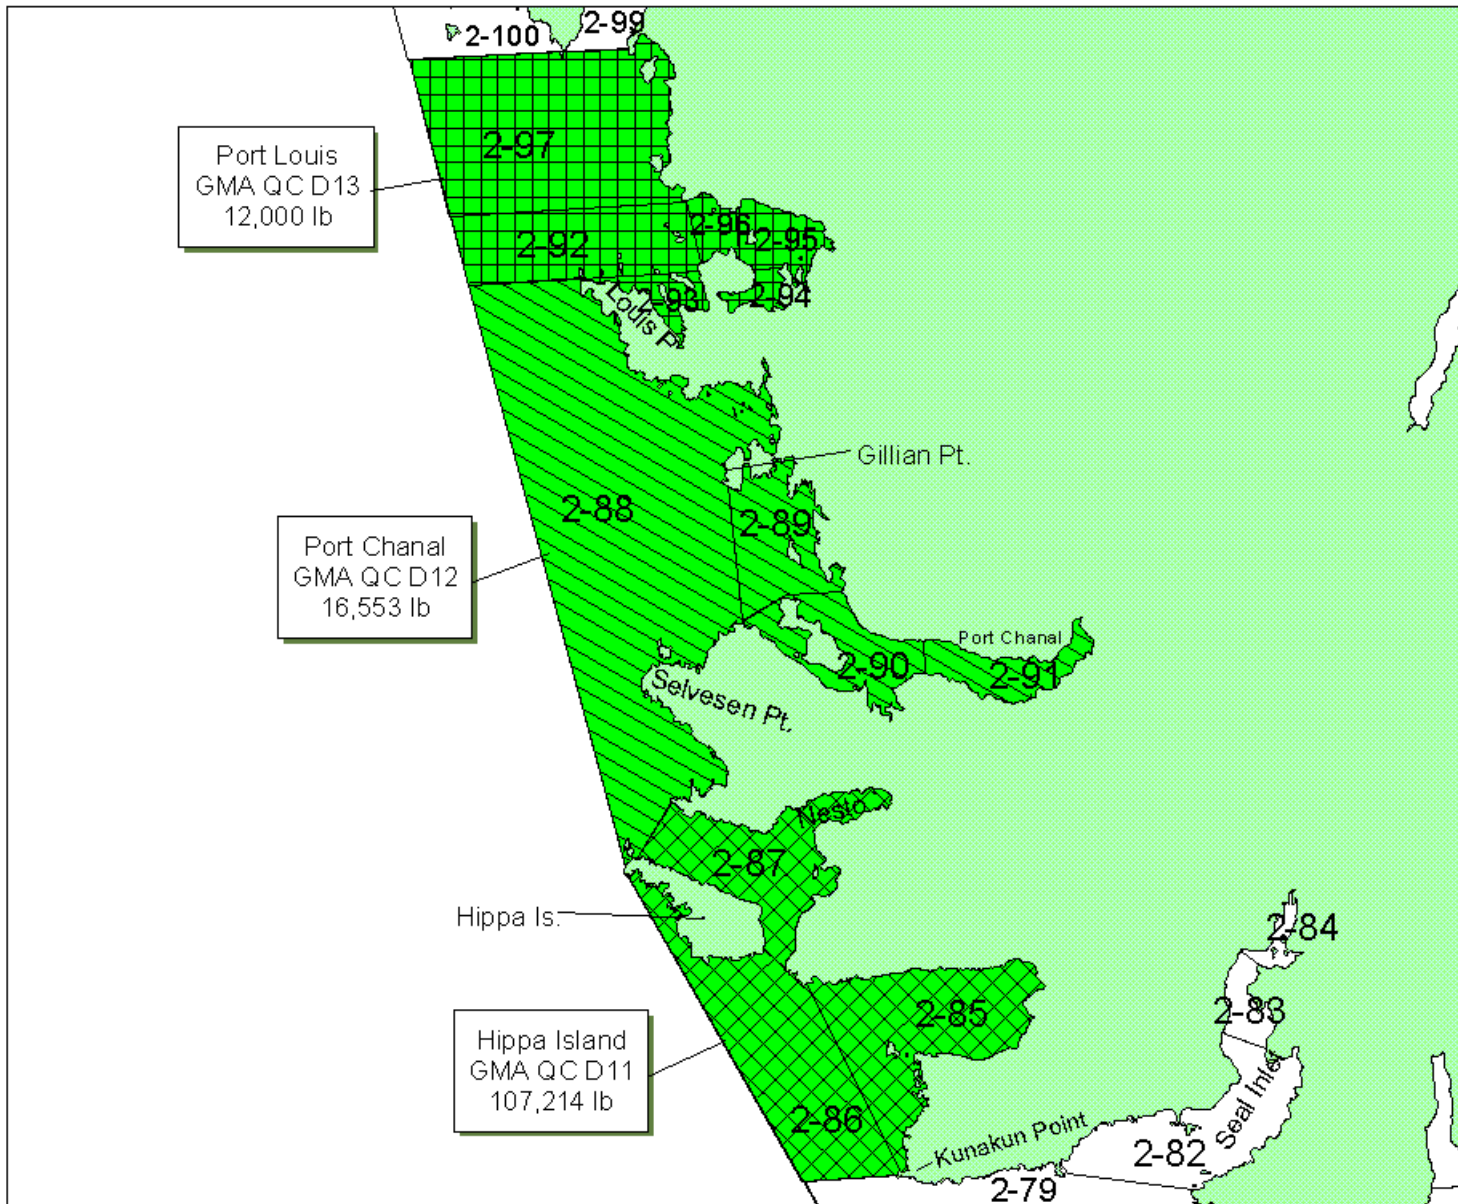 2-99
2-100
2-97
Port Louis
GMA QC D13
12,000 lb
2-96
2-95
2-92
2-94
2-93
Louis P
Gillian Pt.
2-88
2-89
Port Chanal
GMA QC D12
16,553 lb
Port Chanal
2-90
2-91
Selvesen Pt.
Nesto
2-87
Hippa Is.
2-84
2-83
2-85
Hippa Island
GMA QC D11
107,214 lb
Seal Inlet
2-86
Kunakun Point
2-82
2-79